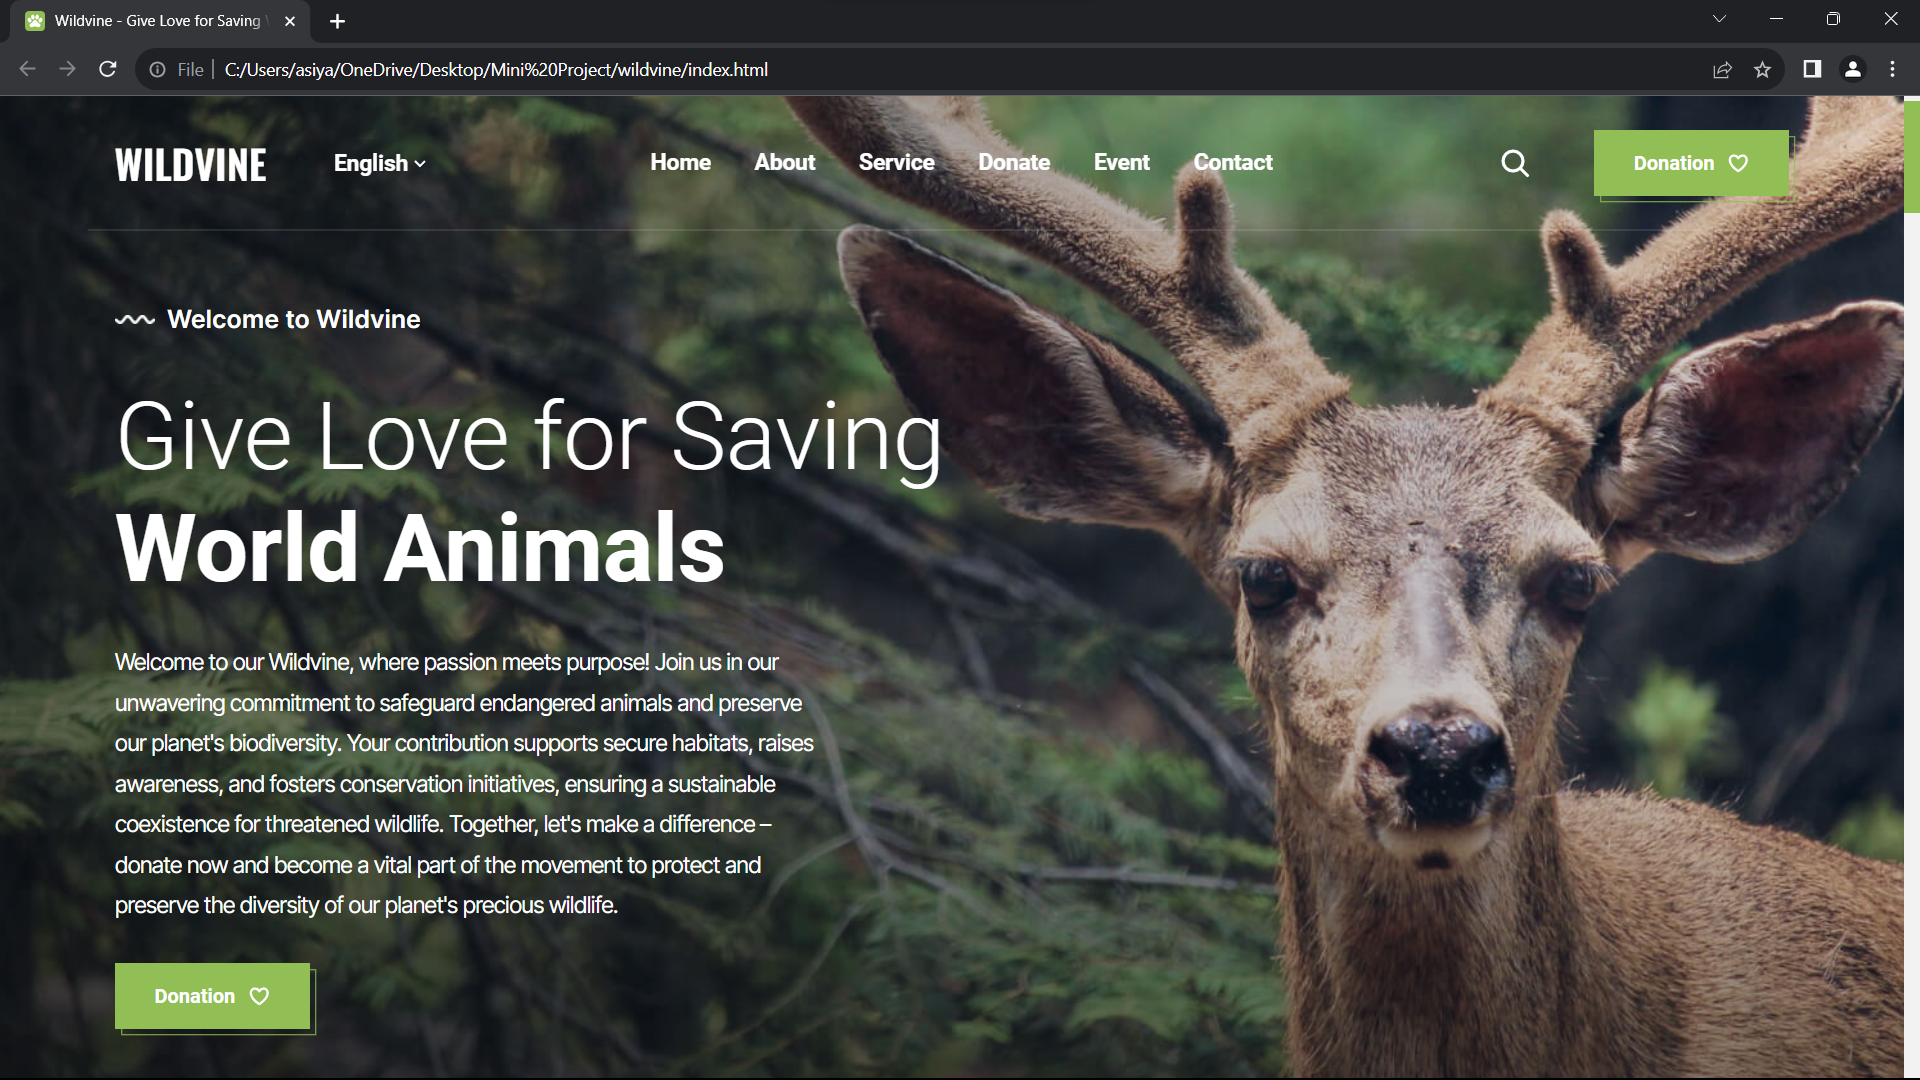 Wildvine - Give Love for Saving
File
C:/Users/asiya/OneDrive/Desktop/Mini%20Project/wildvine/index.html
WILDVINE
English
Home
About
Service
Donate
Event
Contact
Donation
Welcome to Wildvine
Give Love for Saving
World Animals
Welcome to our Wildvine, where passion meets purpose! Join us in our
unwavering commitment to safeguard endangered animals and preserve
our planet's biodiversity. Your contribution supports secure habitats, raises
awareness, and fosters conservation initiatives, ensuring a sustainable
coexistence for threatened wildlife. Together, let's make a difference –
donate now and become a vital part of the movement to protect and
preserve the diversity of our planet's precious wildlife.
Donation